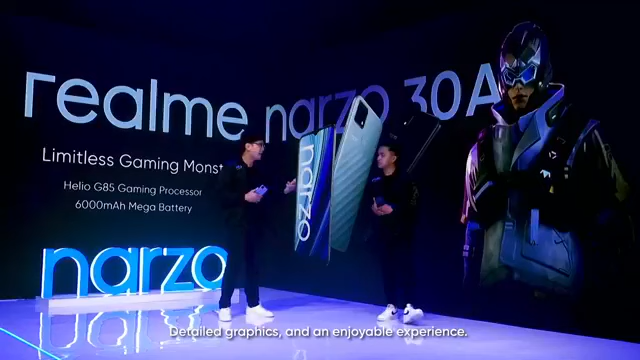 realme narzo 30A
Limitless Gaming Monst
Helio G85 Gaming Processor
6000mAh Mega Battery
narzo
narzo
Detailed graphics, and an enjoyable experience.